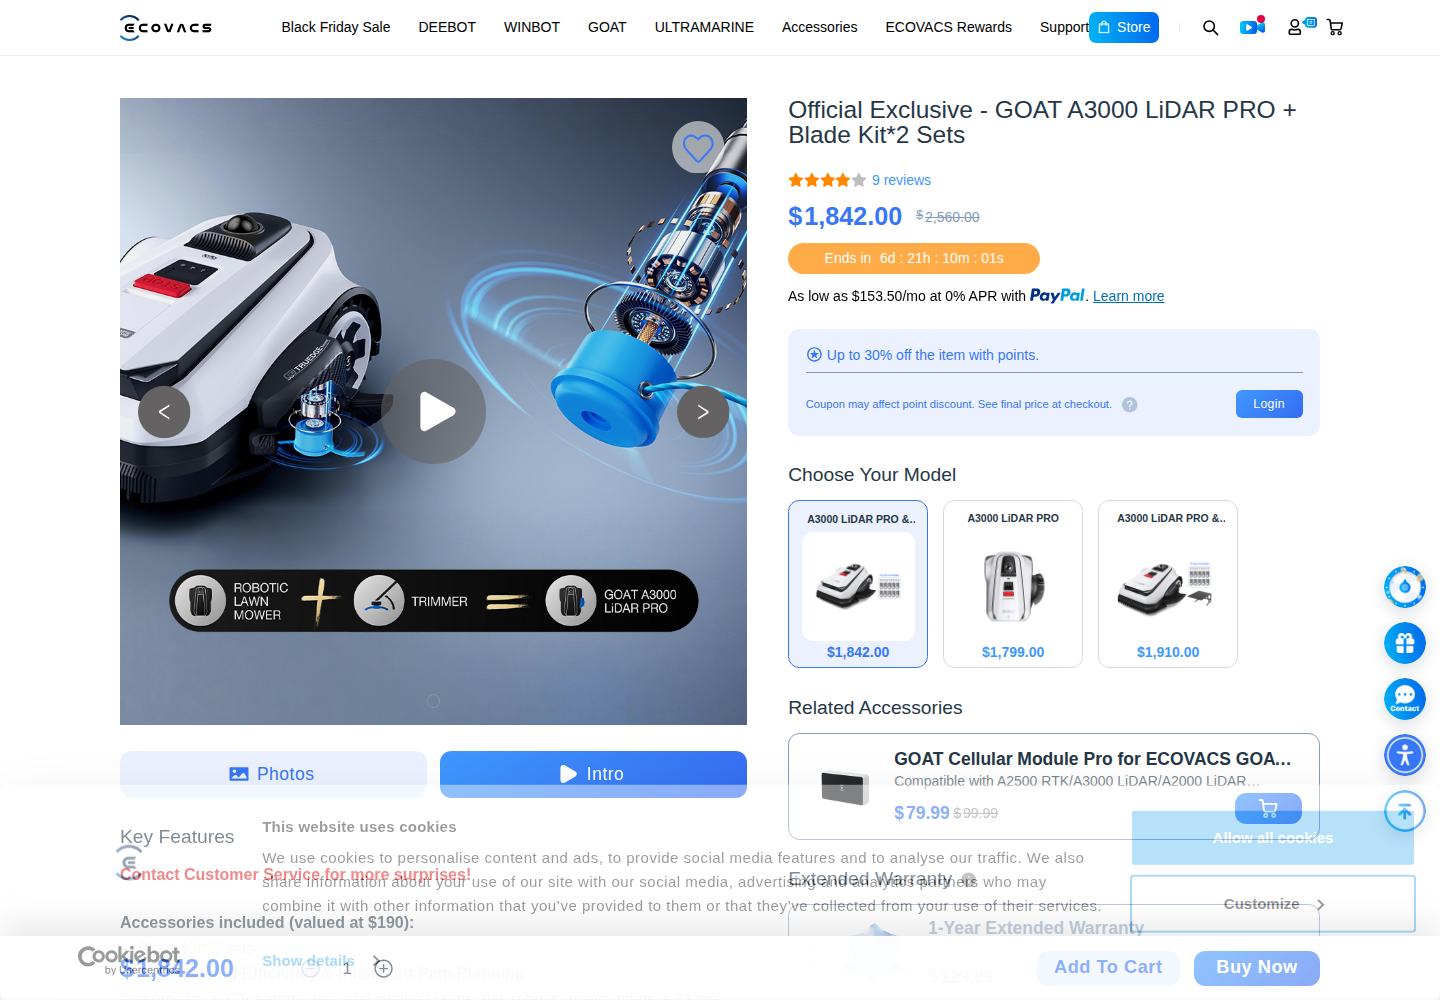 ECOVACS
Black Friday Sale
DEEBOT
WINBOT
GOAT
ULTRAMARINE
Accessories
ECOVACS Rewards
Support
Store
Official Exclusive - GOAT A3000 LiDAR PRO +
Blade Kit*2 Sets
9 reviews
$1,842.00 $2,560.00
Ends in 6d : 21h : 10m : 01s
As low as $153.50/mo at 0% APR with PayPal. Learn more
Up to 30% off the item with points.
Coupon may affect point discount. See final price at checkout. ?
Login
TRUEDGE
STOP
< >
ROBOTIC
LAWN
MOWER
TRIMMER
GOAT A3000
LiDAR PRO
Choose Your Model
A3000 LiDAR PRO &..
A3000 LiDAR PRO
A3000 LiDAR PRO &..
$1,842.00
$1,799.00
$1,910.00
Contact
Related Accessories
GOAT Cellular Module Pro for ECOVACS GOA...
Compatible with A2500 RTK/A3000 LiDAR/A2000 LiDAR...
$79.99 $99.99
Photos
Intro
Key Features
Contact Customer Service for more surprises!
Accessories included (valued at $190):
This website uses cookies
We use cookies to personalise content and ads, to provide social media features and to analyse our traffic. We also
share information about your use of our site with our social media, advertising and analytics partners who may
combine it with other information that you've provided to them or that they've collected from your use of their services.
Allow all cookies
Customize
Extended Warranty
1-Year Extended Warranty
$129.99
Show details
Cookiebot
by Usercentrics
$1,842.00
1
Add To Cart
Buy Now